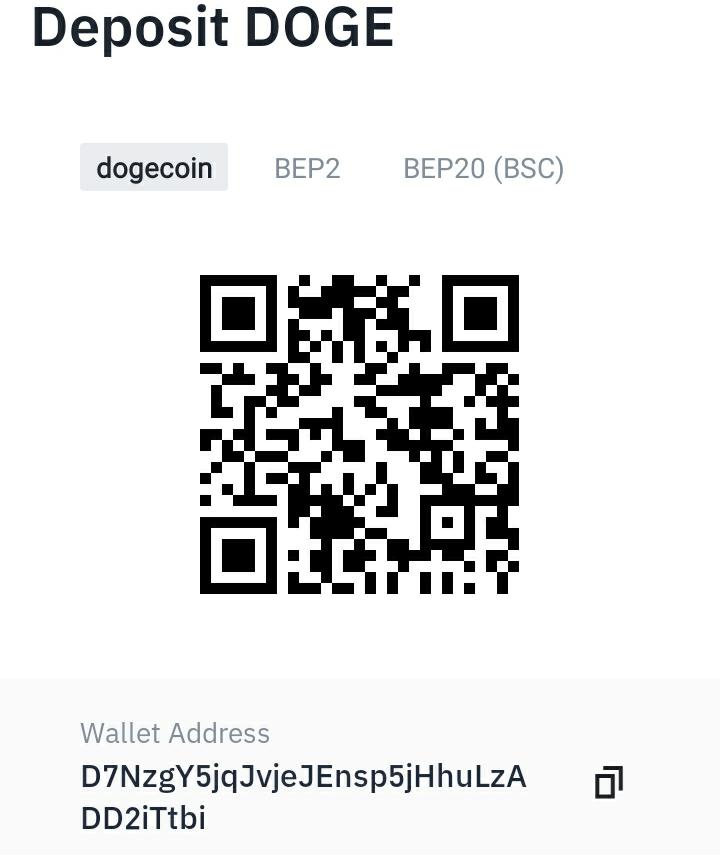 Deposit DOGE
dogecoin BEP2 BEP20 (BSC)
Wallet Address
D7NzgY5jqJvjeJEnsp5jHhuLzA
DD2iTtbi